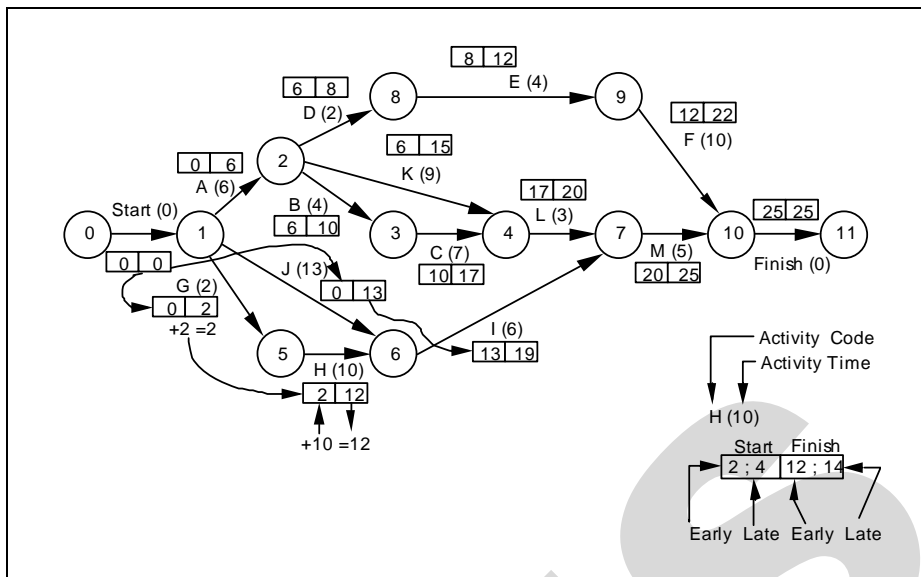 8 12
E (4)
6 8
D (2)
8
9
12 22
F (10)
6 15
K (9)
0 6
A (6)
2
17 20
L (3)
B (4)
6 10
25 25
Start (0)
0
1
3
4
7
10
11
C (7)
10 17
M (5)
20 25
Finish (0)
0 0
J (13)
G (2)
0 2
+2 =2
0 13
I (6)
13 19
5
6
H (10)
2 12
+10 =12
Activity Code
Activity Time
H (10)
Start Finish
2 ; 4 12 ; 14
Early Late Early Late